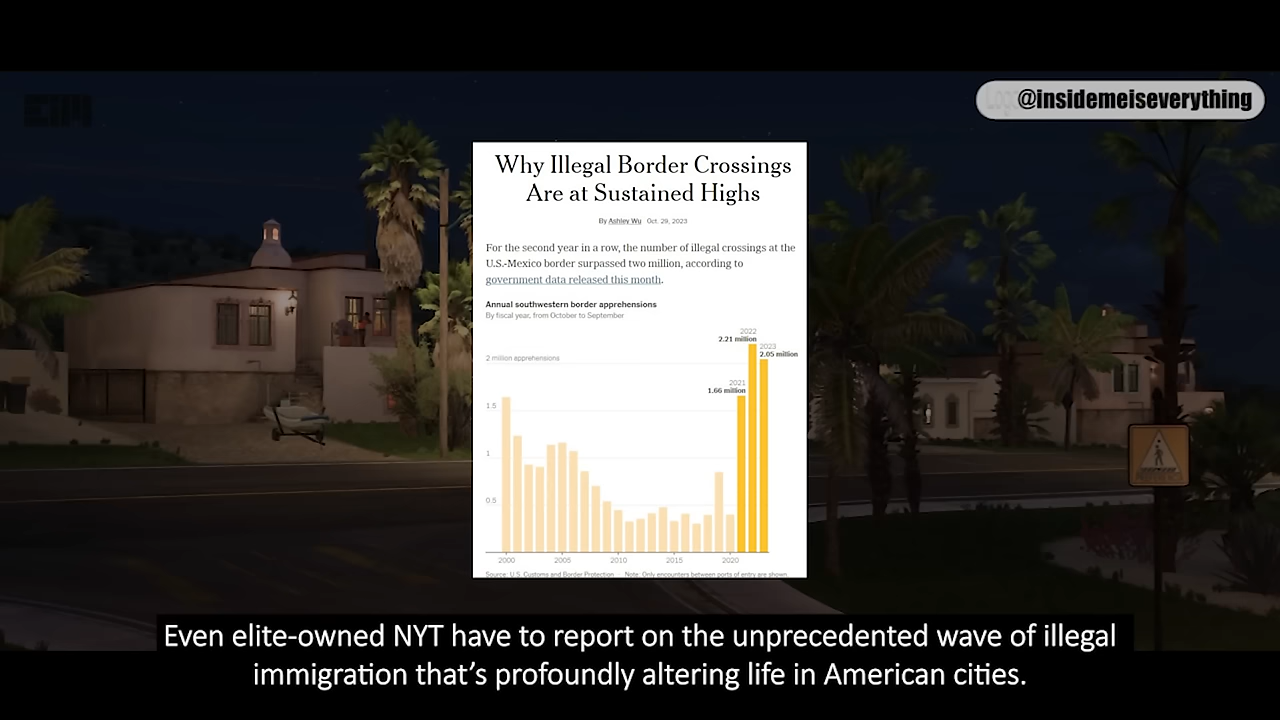 @insidemeiseverything
Why Illegal Border Crossings
Are at Sustained Highs
By Ashley Wu Oct. 29, 2023
For the second year in a row, the number of illegal crossings at the
U.S.-Mexico border surpassed two million, according to
government data released this month.
Annual southwestern border apprehensions
By fiscal year, from October to September
2022
2.21 million
2023
2.05 million
2 million apprehensions
2021
1.66 million
1.5
1
0.5
2000 2005 2010 2015 2020
Source: U.S. Customs and Border Protection Note: Only encounters between ports of entry are shown
Even elite-owned NYT have to report on the unprecedented wave of illegal
immigration that’s profoundly altering life in American cities.